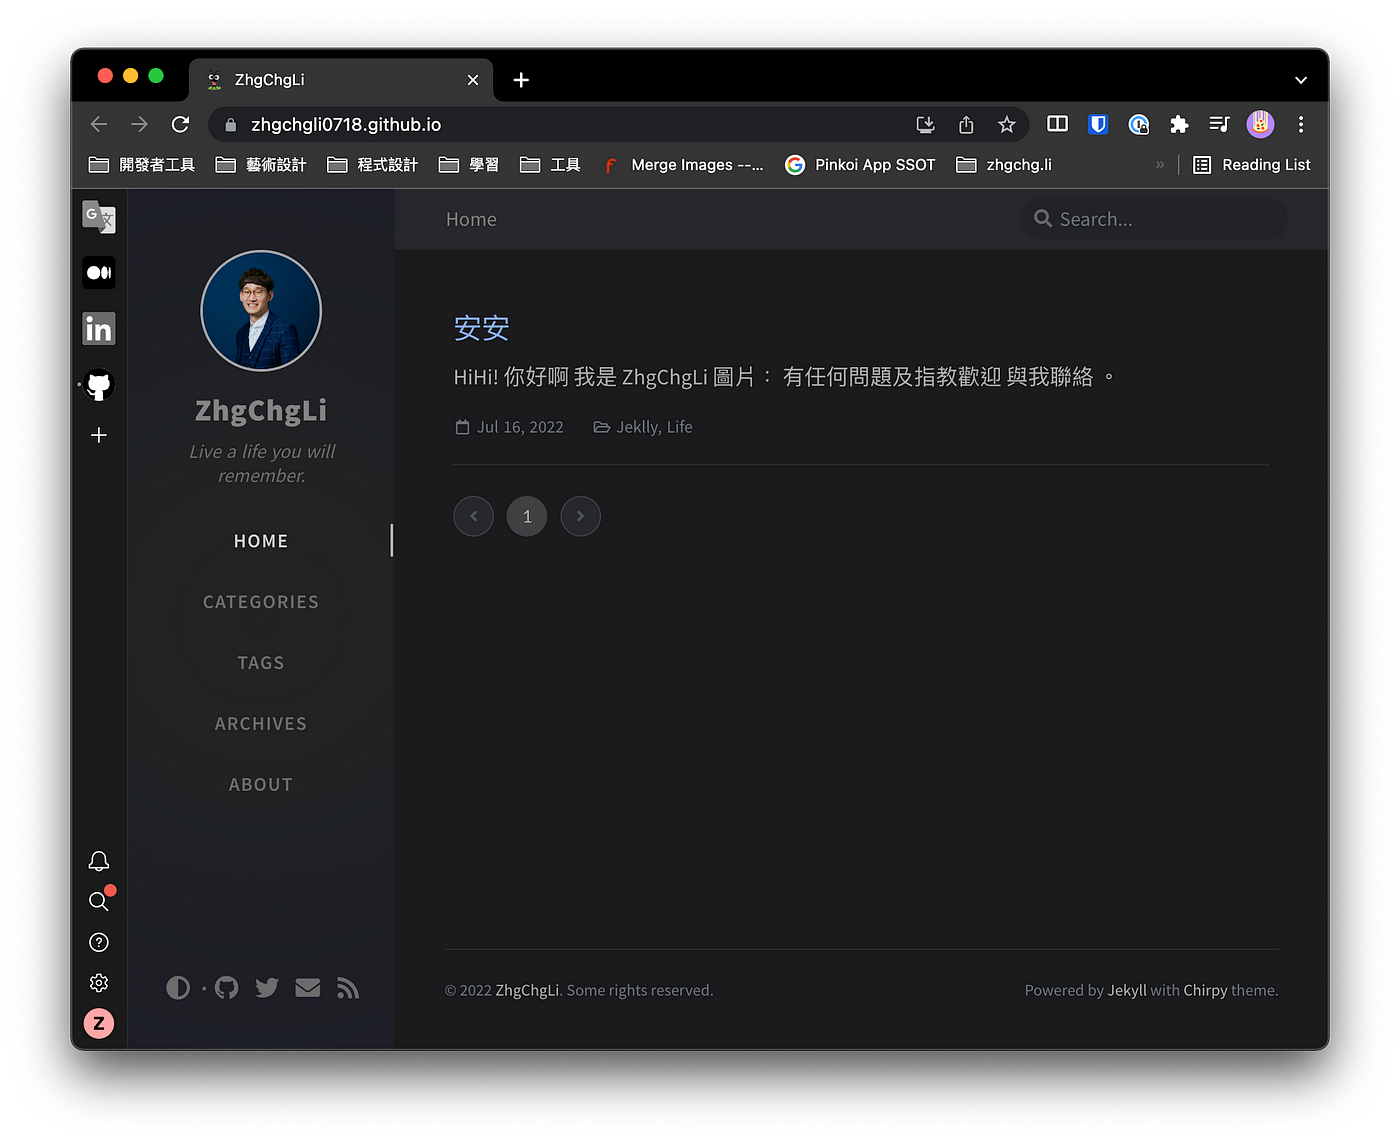 ZhgChgLi
zhgchgli0718.github.io
開發者工具 藝術設計 程式設計 學習 工具 Merge Images --... Pinkoi App SSOT zhgchg.li » Reading List
G 文
in
Home
Search...
ZhgChgLi
Live a life you will
remember.
HOME
CATEGORIES
TAGS
ARCHIVES
ABOUT
安安
HiHi! 你好啊 我是 ZhgChgLi 圖片： 有任何問題及指教歡迎 與我聯絡 。
Jul 16, 2022 Jeklly, Life
1
Z
© 2022 ZhgChgLi. Some rights reserved.
Powered by Jekyll with Chirpy theme.